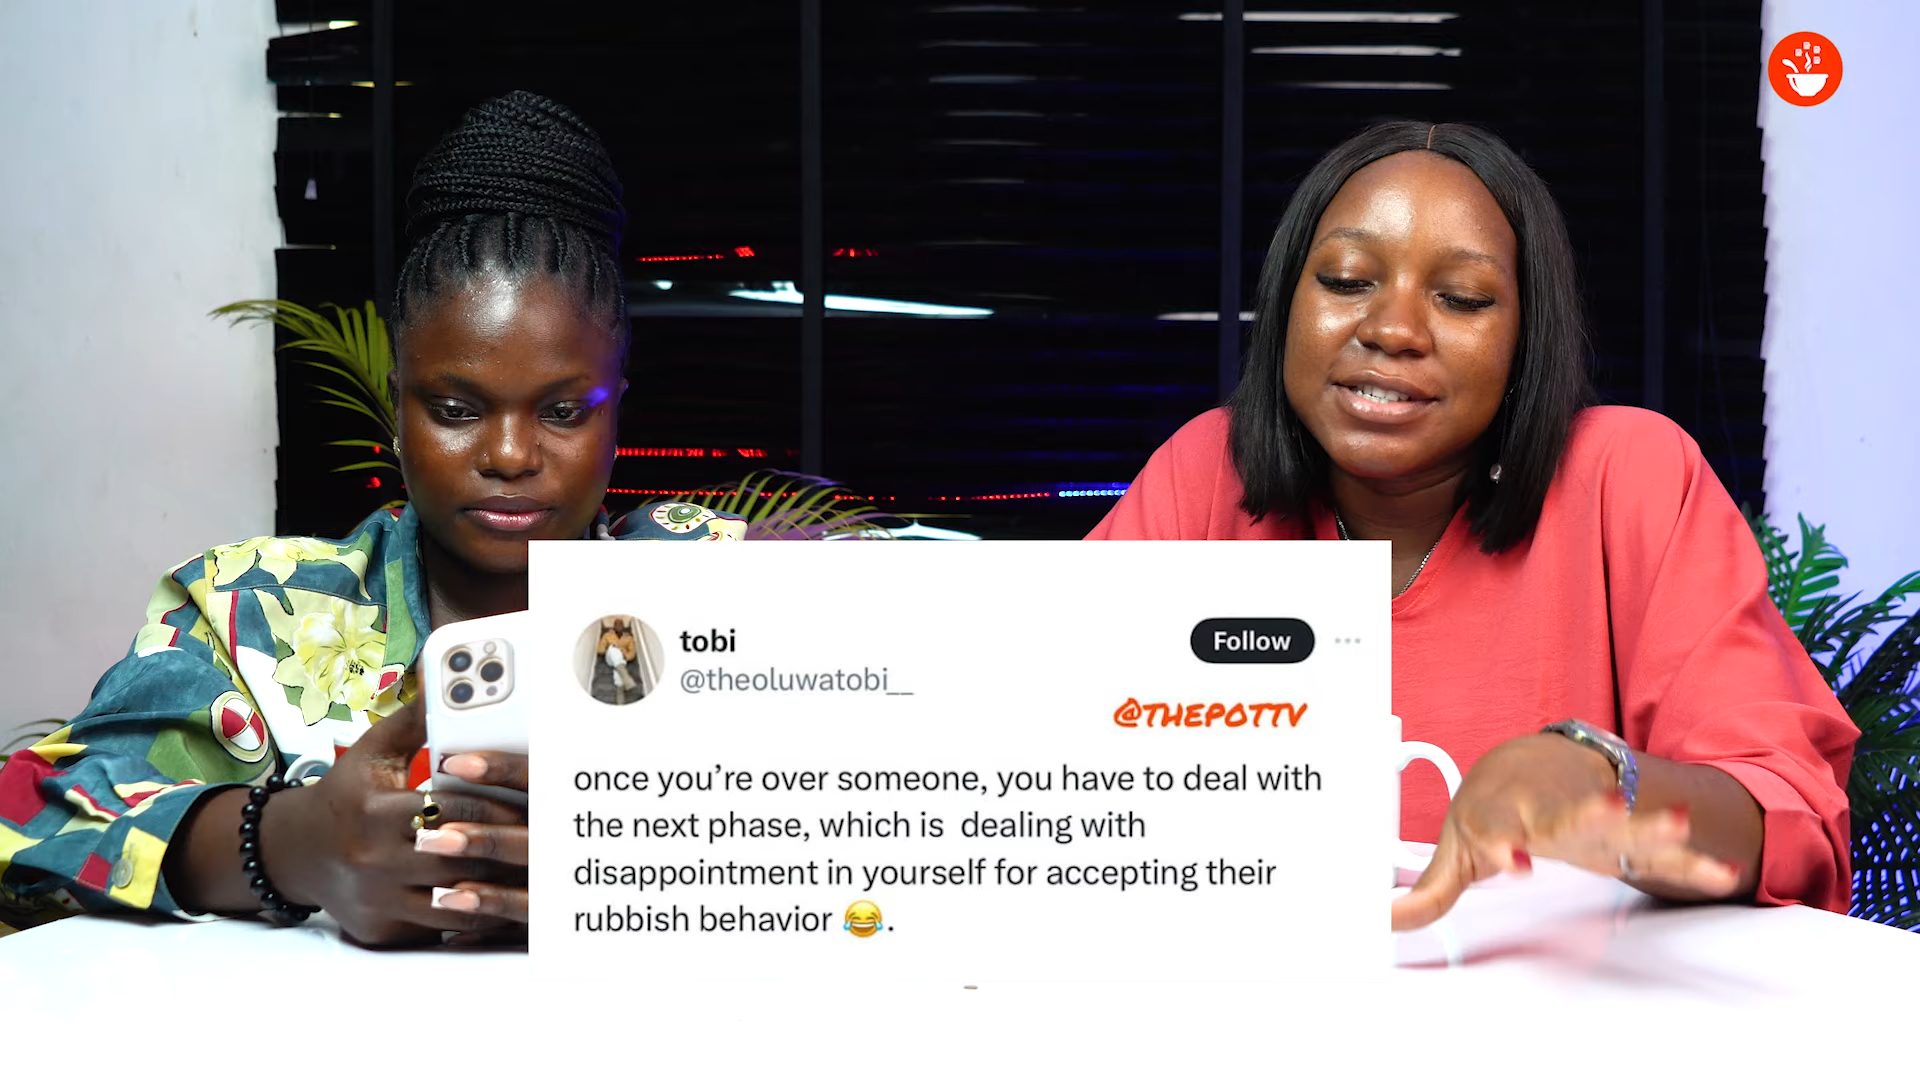 tobi
@theoluwatobi__
Follow
@THEPOTTV
once you’re over someone, you have to deal with
the next phase, which is  dealing with
disappointment in yourself for accepting their
rubbish behavior 😂.